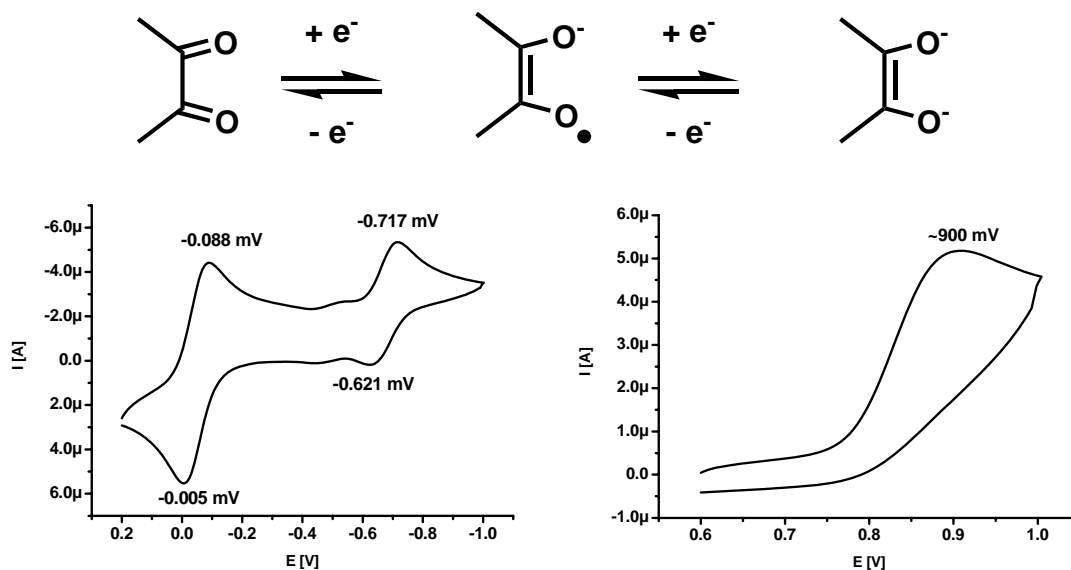 + e- + e-
O O- O-
O O O-
- e- - e-
-6.0μ
-4.0μ
-2.0μ
0.0
2.0μ
4.0μ
6.0μ
I [A]
-0.088 mV
-0.717 mV
-0.621 mV
-0.005 mV
0.2 0.0 -0.2 -0.4 -0.6 -0.8 -1.0
E [V]
6.0μ
5.0μ
4.0μ
3.0μ
2.0μ
1.0μ
0.0
-1.0μ
I [A]
~900 mV
0.6 0.7 0.8 0.9 1.0
E [V]